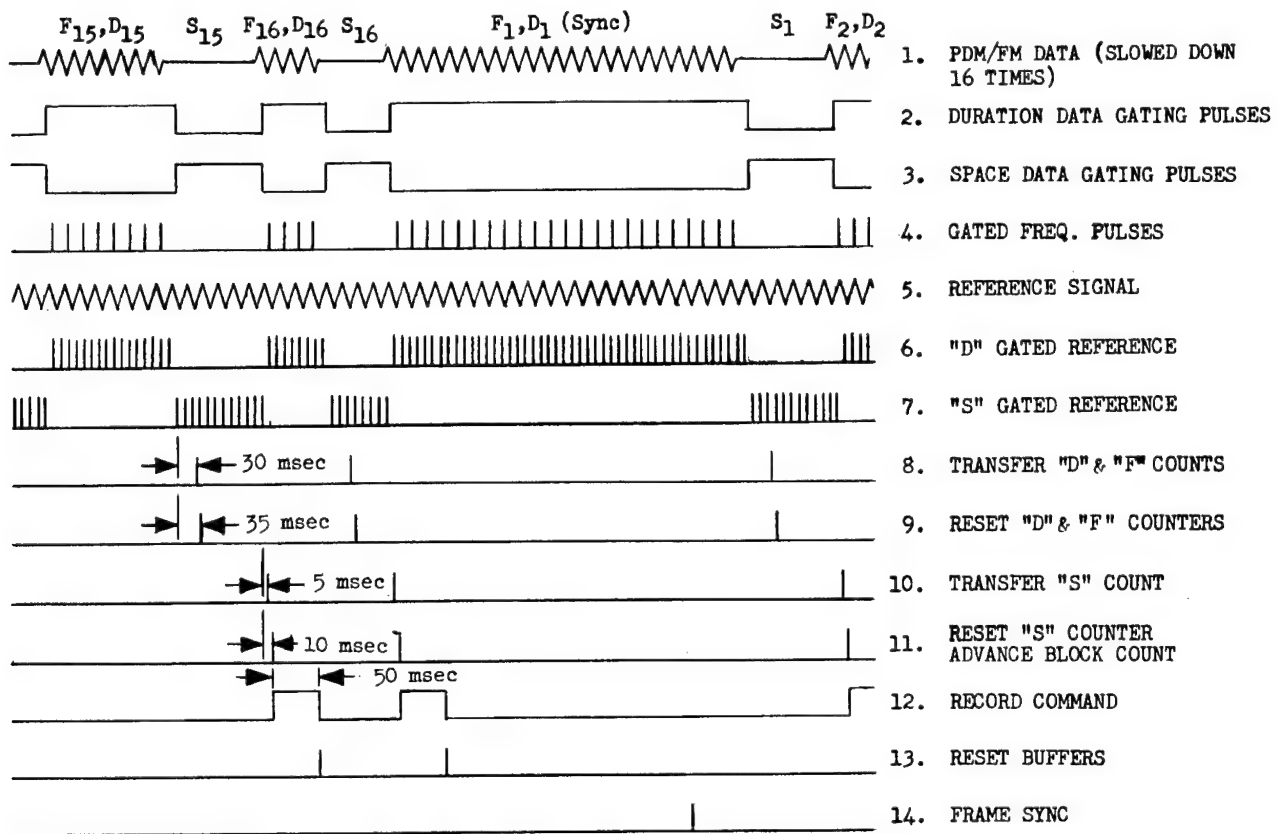 F15,D15 S15 F16,D16 S16 F1,D1 (Sync) S1 F2,D2
1. PDM/FM DATA (SLOWED DOWN
16 TIMES)
2. DURATION DATA GATING PULSES
3. SPACE DATA GATING PULSES
4. GATED FREQ. PULSES
5. REFERENCE SIGNAL
6. "D" GATED REFERENCE
7. "S" GATED REFERENCE
30 msec
8. TRANSFER "D" & "F" COUNTS
35 msec
9. RESET "D" & "F" COUNTERS
5 msec
10. TRANSFER "S" COUNT
10 msec
11. RESET "S" COUNTER
ADVANCE BLOCK COUNT
50 msec
12. RECORD COMMAND
13. RESET BUFFERS
14. FRAME SYNC